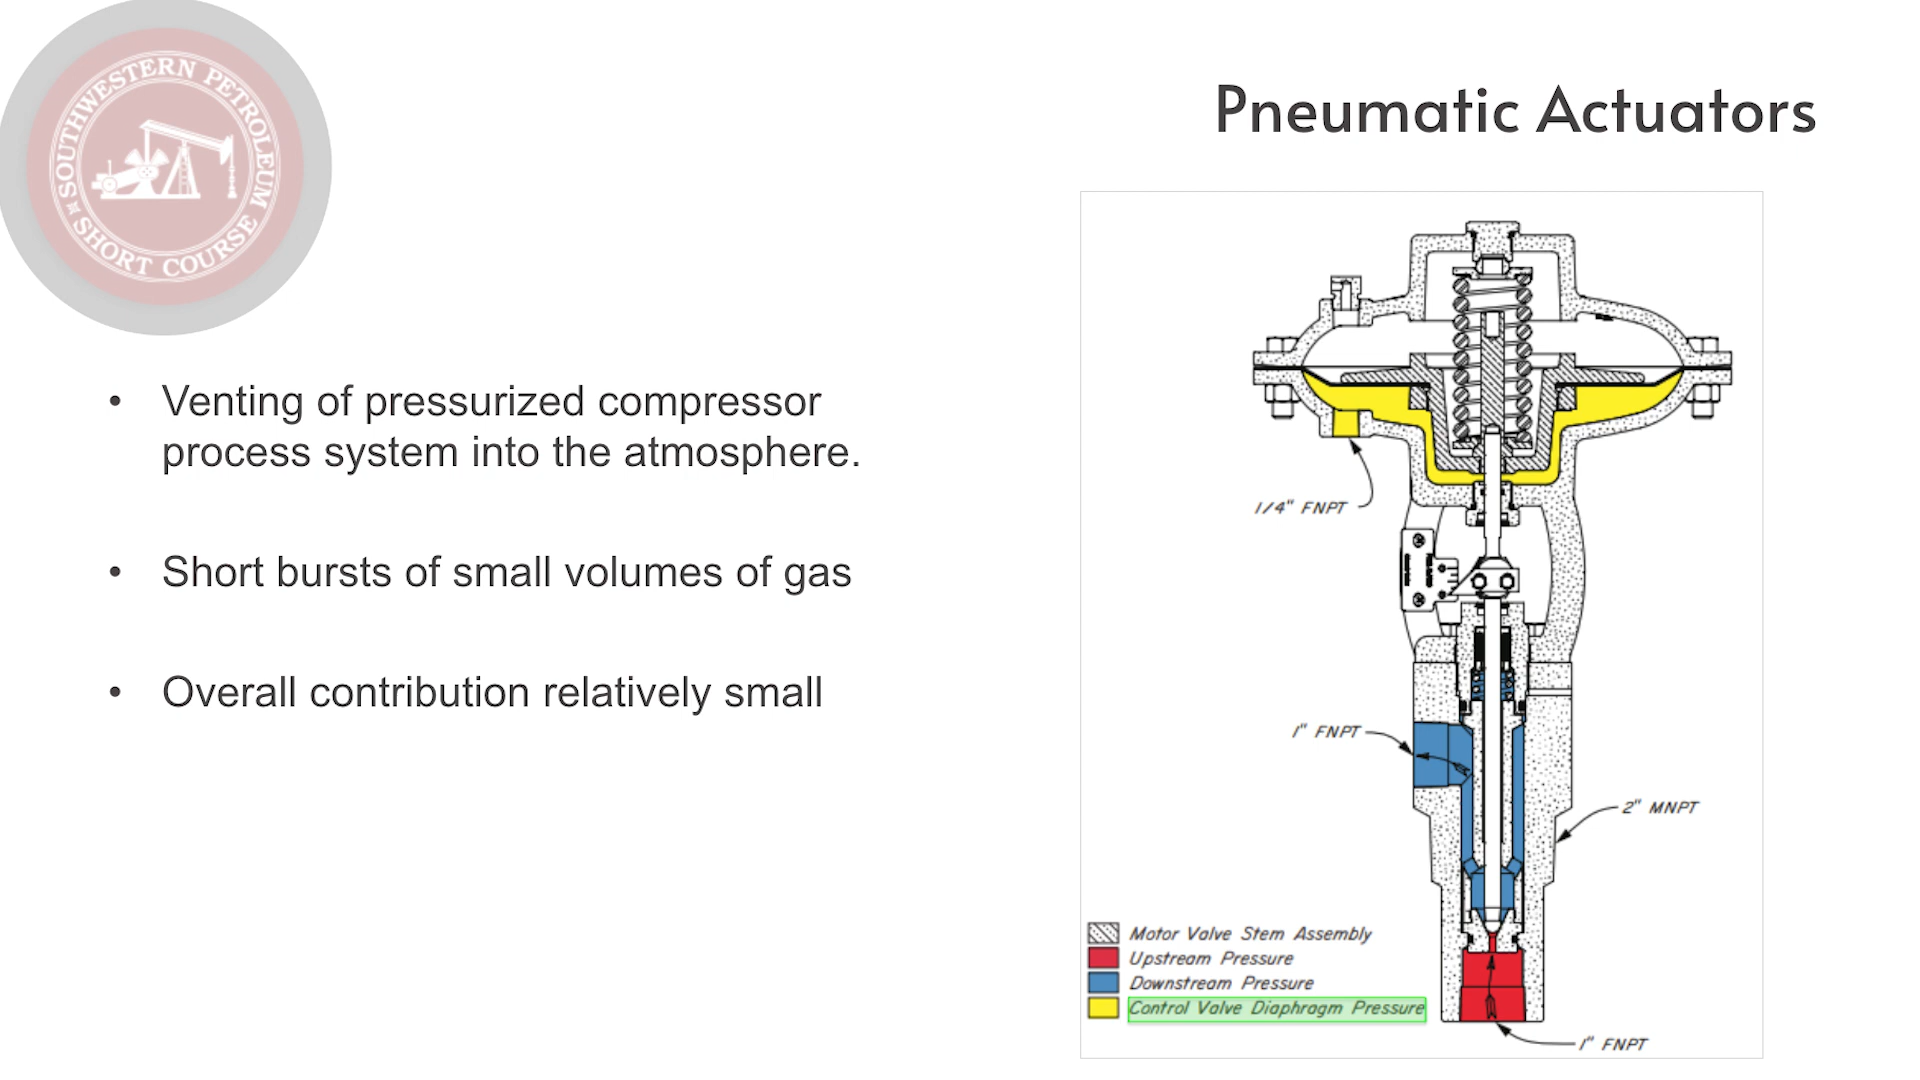 SOUTHWESTERN PETROLEUM
SHORT COURSE
Pneumatic Actuators
• Venting of pressurized compressor
process system into the atmosphere.
• Short bursts of small volumes of gas
• Overall contribution relatively small
1/4" FNPT
1" FNPT
2" MNPT
Motor Valve Stem Assembly
Upstream Pressure
Downstream Pressure
Control Valve Diaphragm Pressure
1" FNPT